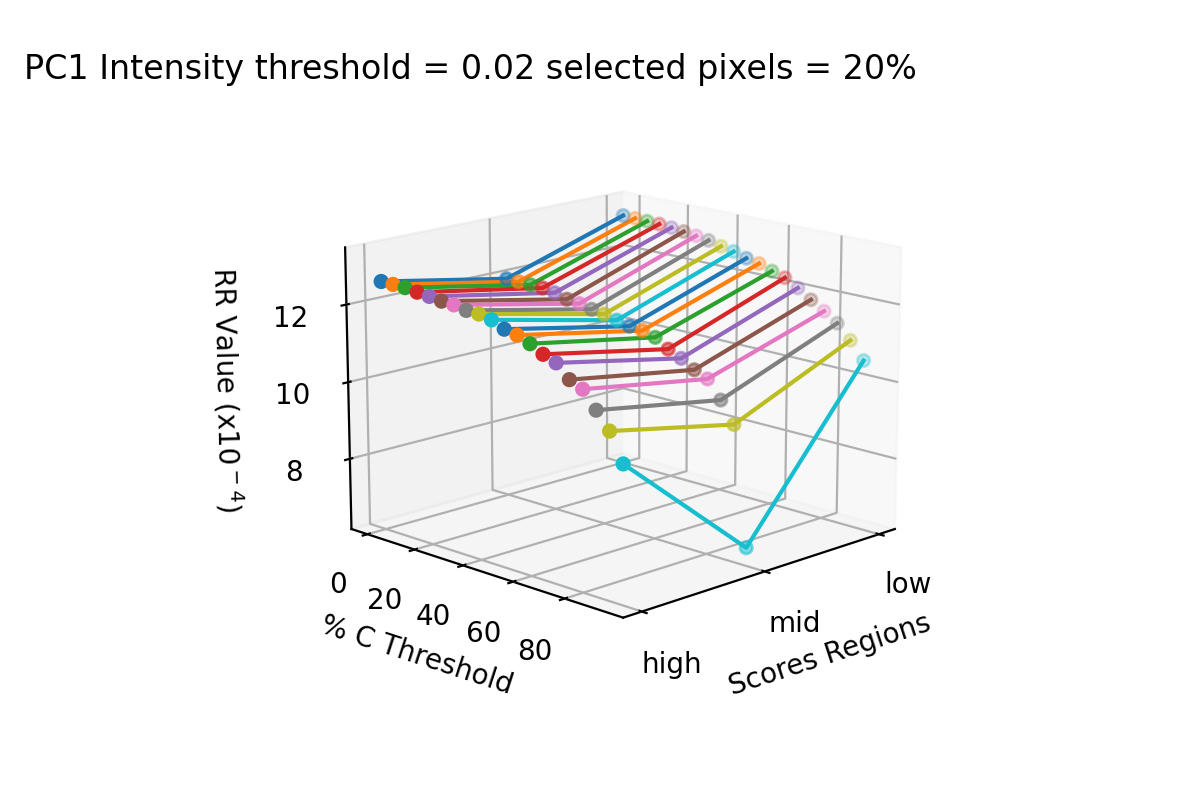 PC1 Intensity threshold = 0.02 selected pixels = 20%
RR Value (x10⁻⁴)
12
10
8
0
20
40
60
80
% C Threshold
low
mid
high
Scores Regions